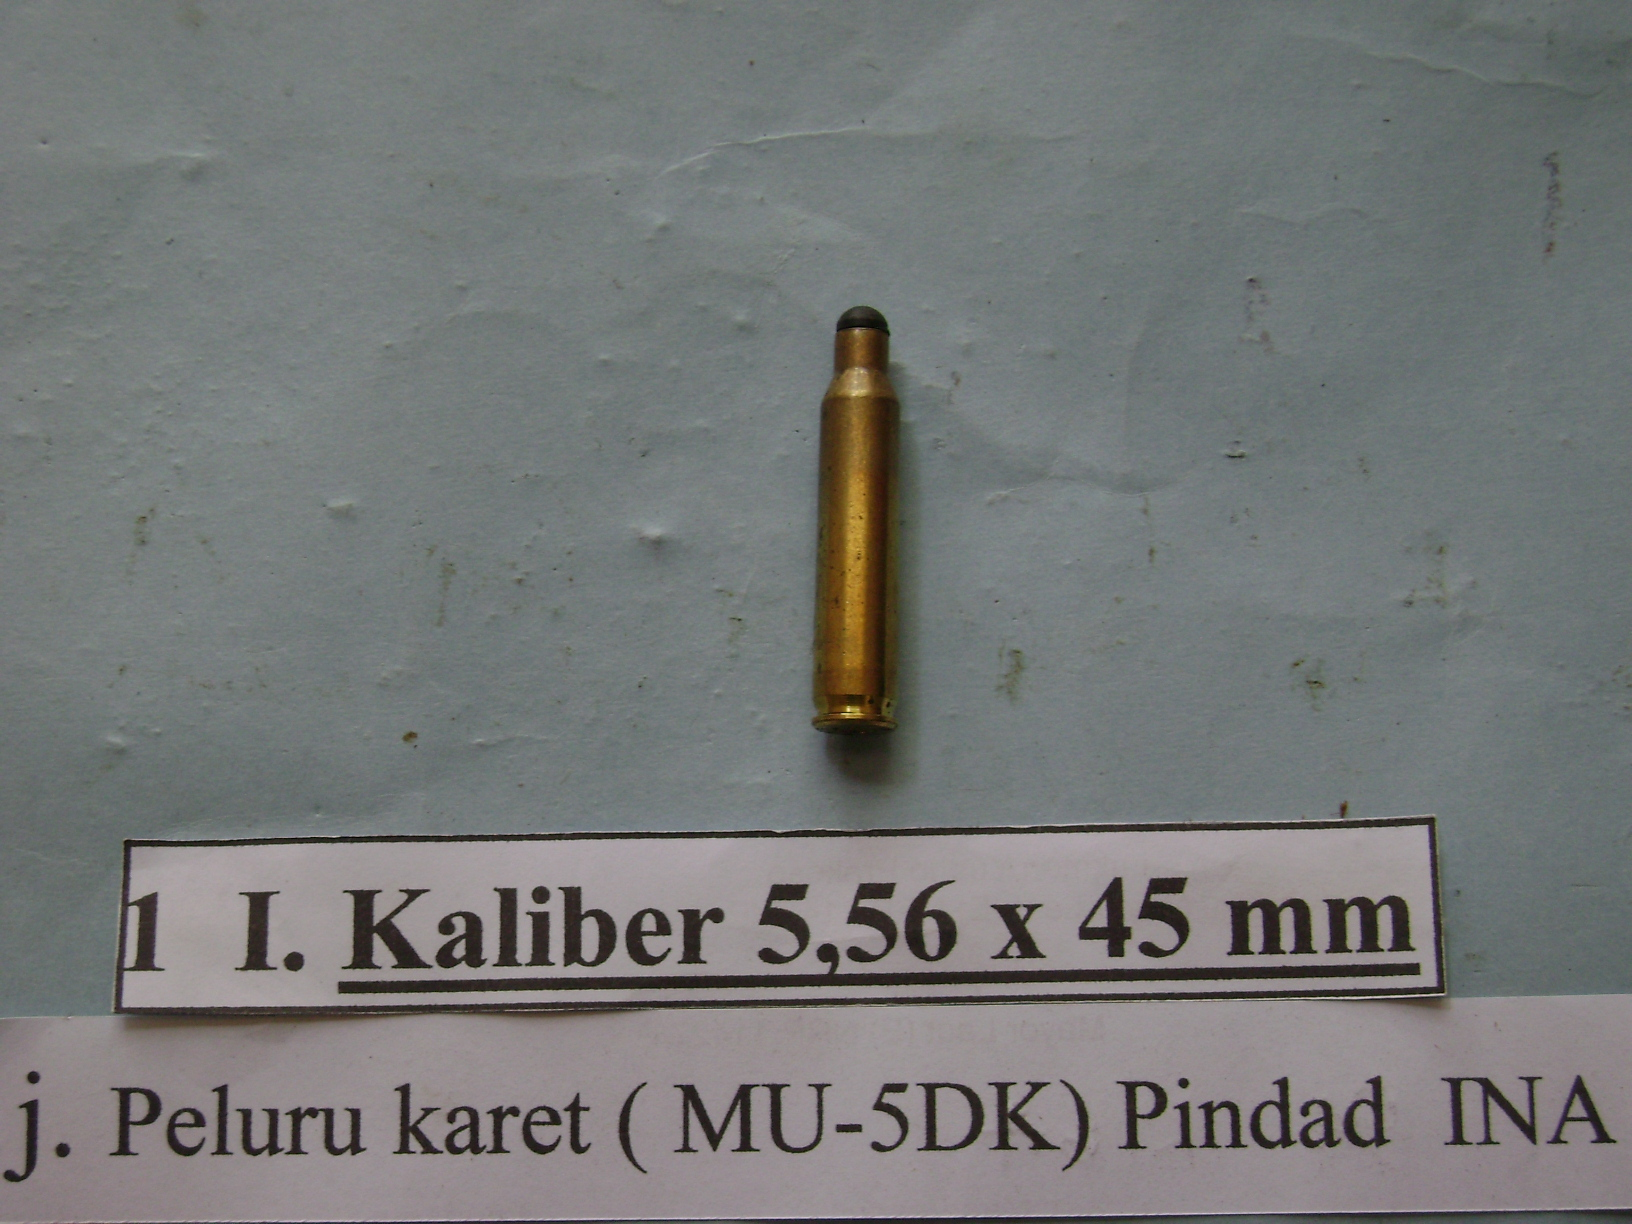 1 I. Kaliber 5,56 x 45 mm
j. Peluru karet ( MU-5DK) Pindad INA